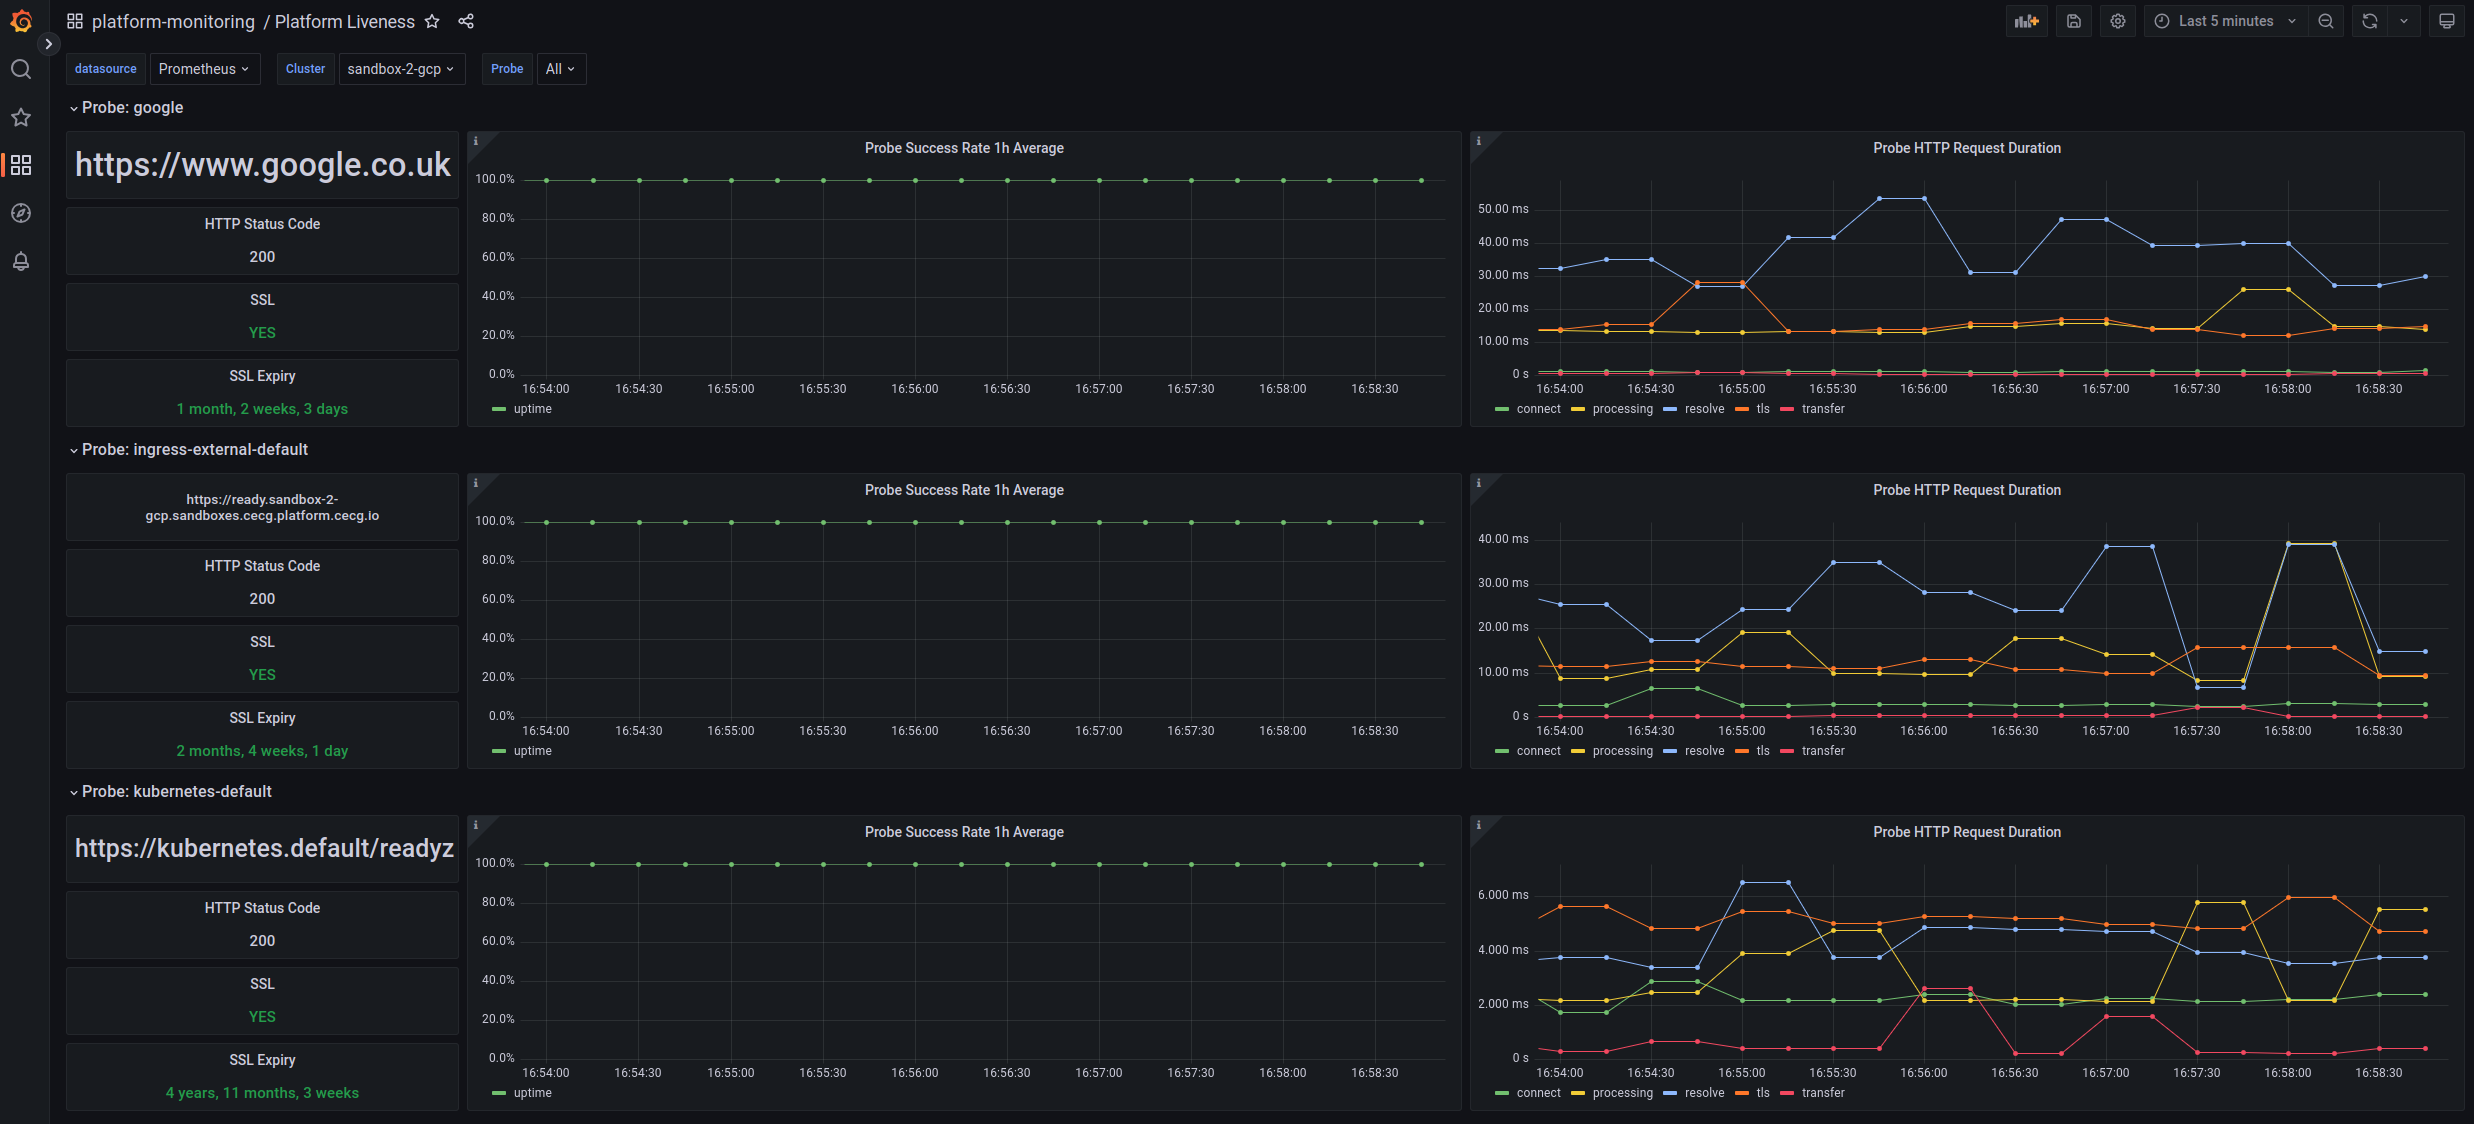 platform-monitoring / Platform Liveness
Last 5 minutes
datasource Prometheus Cluster sandbox-2-gcp Probe All
Probe: google
https://www.google.co.uk
HTTP Status Code
200
SSL
YES
SSL Expiry
1 month, 2 weeks, 3 days
Probe Success Rate 1h Average
100.0%
80.0%
60.0%
40.0%
20.0%
0.0%
16:54:00 16:54:30 16:55:00 16:55:30 16:56:00 16:56:30 16:57:00 16:57:30 16:58:00 16:58:30
uptime
Probe HTTP Request Duration
50.00 ms
40.00 ms
30.00 ms
20.00 ms
10.00 ms
0 s
16:54:00 16:54:30 16:55:00 16:55:30 16:56:00 16:56:30 16:57:00 16:57:30 16:58:00 16:58:30
connect processing resolve tls transfer
Probe: ingress-external-default
https://ready.sandbox-2-
gcp.sandboxes.cecg.platform.cecg.io
HTTP Status Code
200
SSL
YES
SSL Expiry
2 months, 4 weeks, 1 day
Probe Success Rate 1h Average
100.0%
80.0%
60.0%
40.0%
20.0%
0.0%
16:54:00 16:54:30 16:55:00 16:55:30 16:56:00 16:56:30 16:57:00 16:57:30 16:58:00 16:58:30
uptime
Probe HTTP Request Duration
40.00 ms
30.00 ms
20.00 ms
10.00 ms
0 s
16:54:00 16:54:30 16:55:00 16:55:30 16:56:00 16:56:30 16:57:00 16:57:30 16:58:00 16:58:30
connect processing resolve tls transfer
Probe: kubernetes-default
https://kubernetes.default/readyz
HTTP Status Code
200
SSL
YES
SSL Expiry
4 years, 11 months, 3 weeks
Probe Success Rate 1h Average
100.0%
80.0%
60.0%
40.0%
20.0%
0.0%
16:54:00 16:54:30 16:55:00 16:55:30 16:56:00 16:56:30 16:57:00 16:57:30 16:58:00 16:58:30
uptime
Probe HTTP Request Duration
6.000 ms
4.000 ms
2.000 ms
0 s
16:54:00 16:54:30 16:55:00 16:55:30 16:56:00 16:56:30 16:57:00 16:57:30 16:58:00 16:58:30
connect processing resolve tls transfer